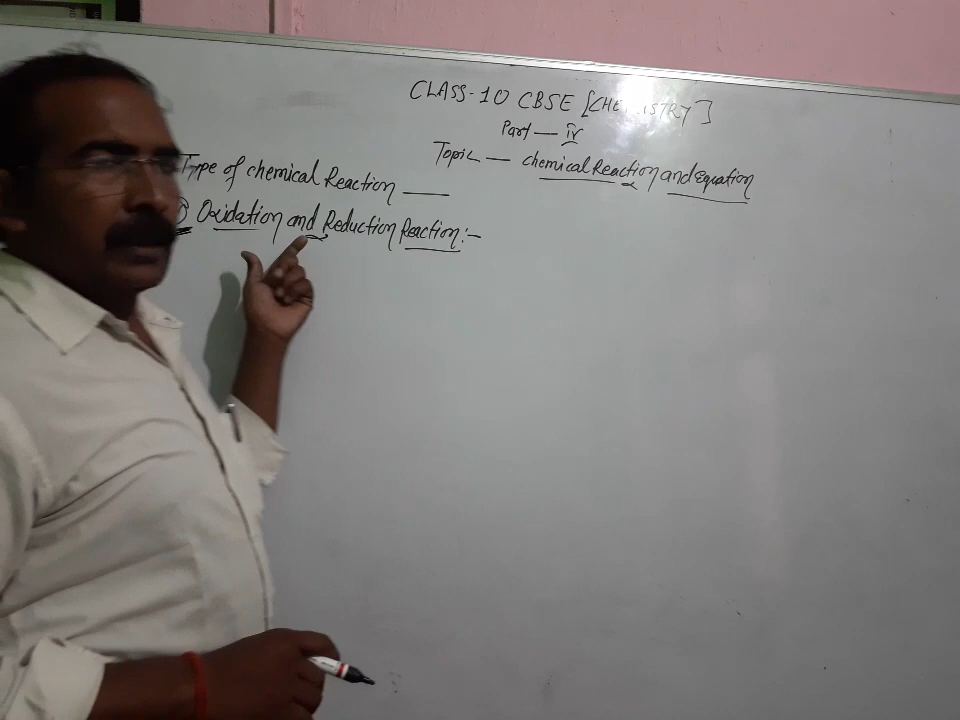 CLASS-10 CBSE [CHEMISTRY]
Part — iv
Topic — chemical Reaction and Equation
Type of chemical Reaction —
Oxidation and Reduction Reaction:-